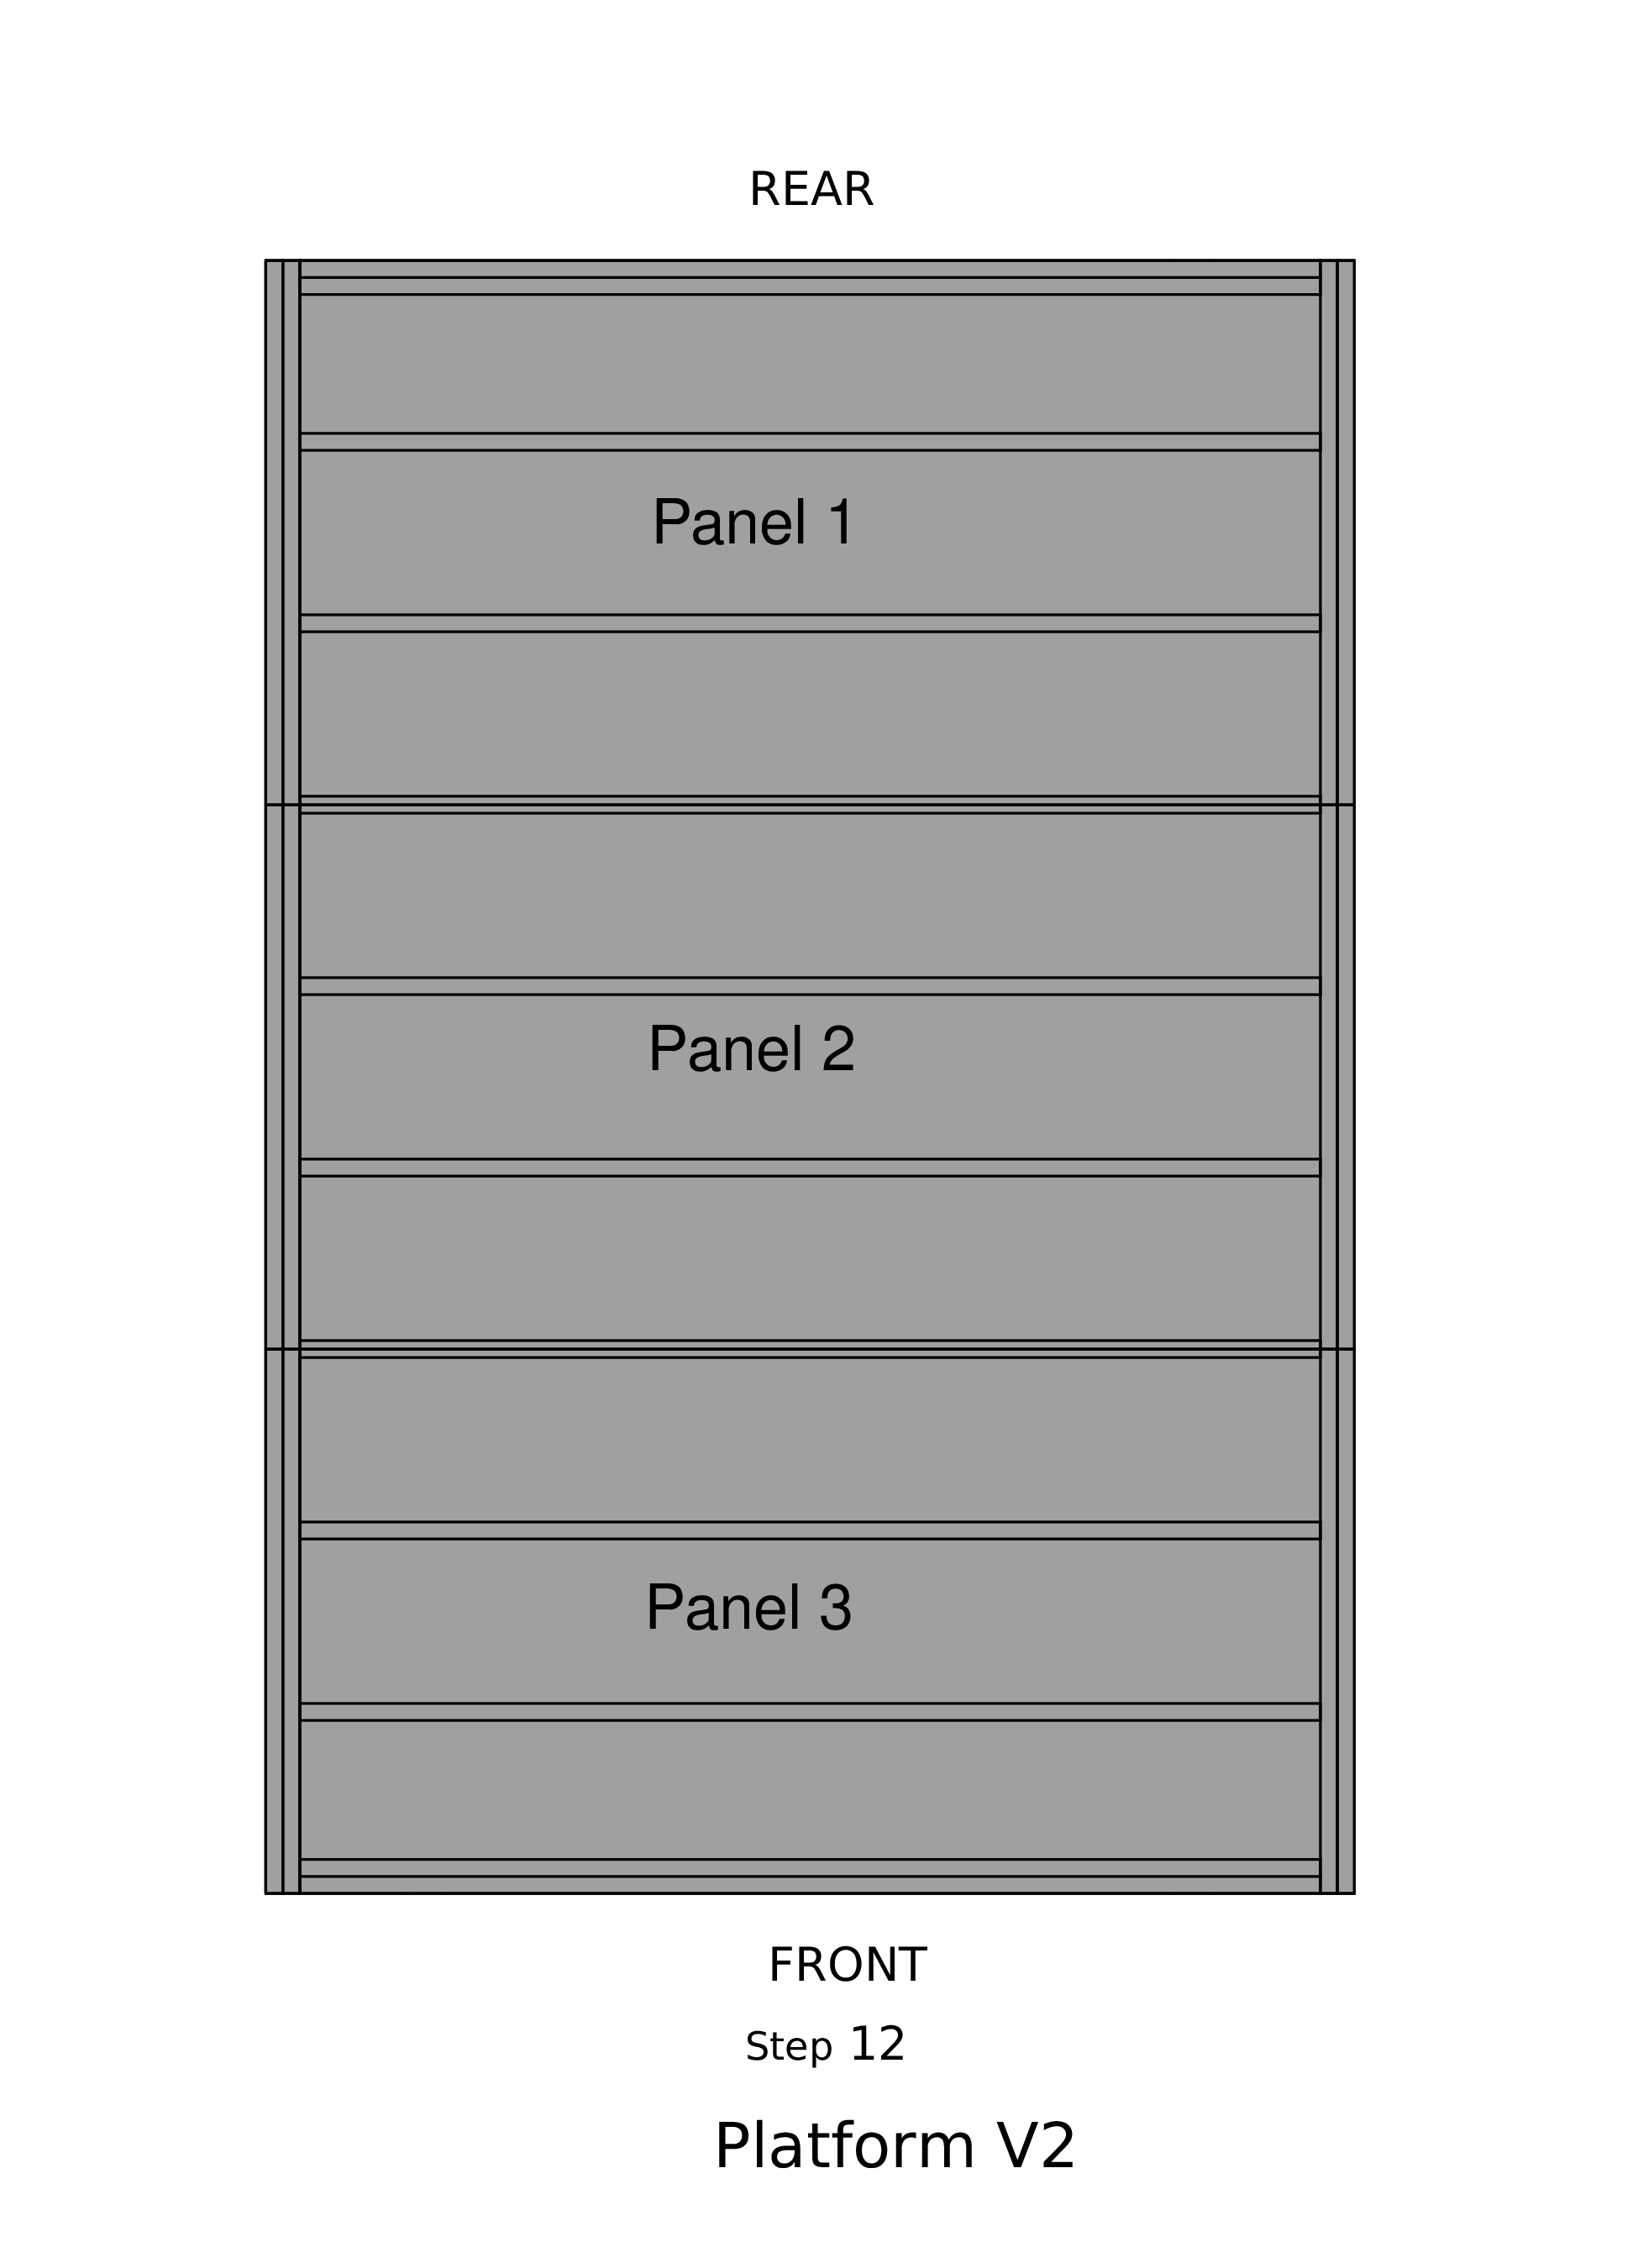 REAR
Panel 1
Panel 2
Panel 3
FRONT
Step 12
Platform V2